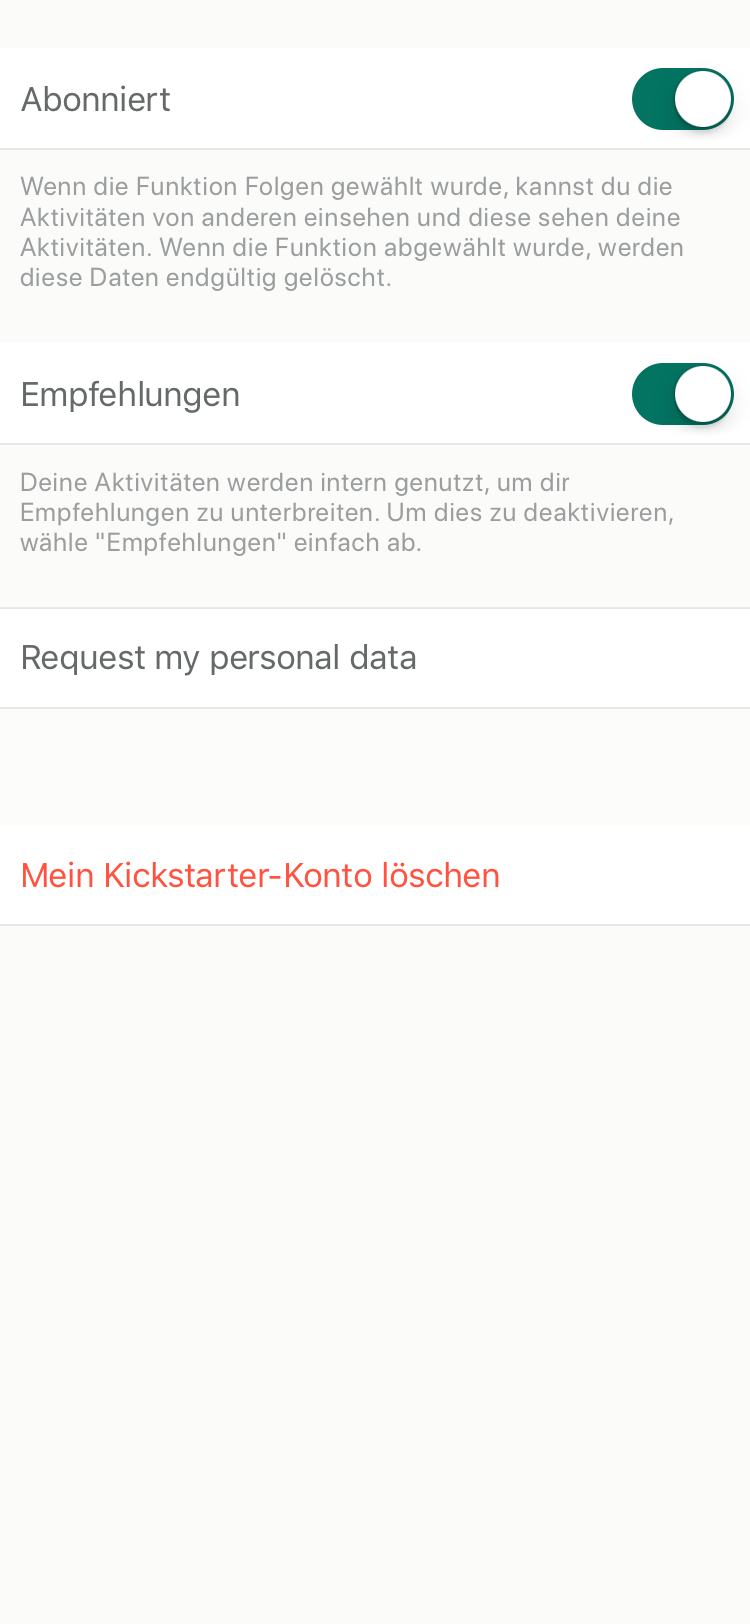 Abonniert
Wenn die Funktion Folgen gewählt wurde, kannst du die
Aktivitäten von anderen einsehen und diese sehen deine
Aktivitäten. Wenn die Funktion abgewählt wurde, werden
diese Daten endgültig gelöscht.
Empfehlungen
Deine Aktivitäten werden intern genutzt, um dir
Empfehlungen zu unterbreiten. Um dies zu deaktivieren,
wähle "Empfehlungen" einfach ab.
Request my personal data
Mein Kickstarter-Konto löschen